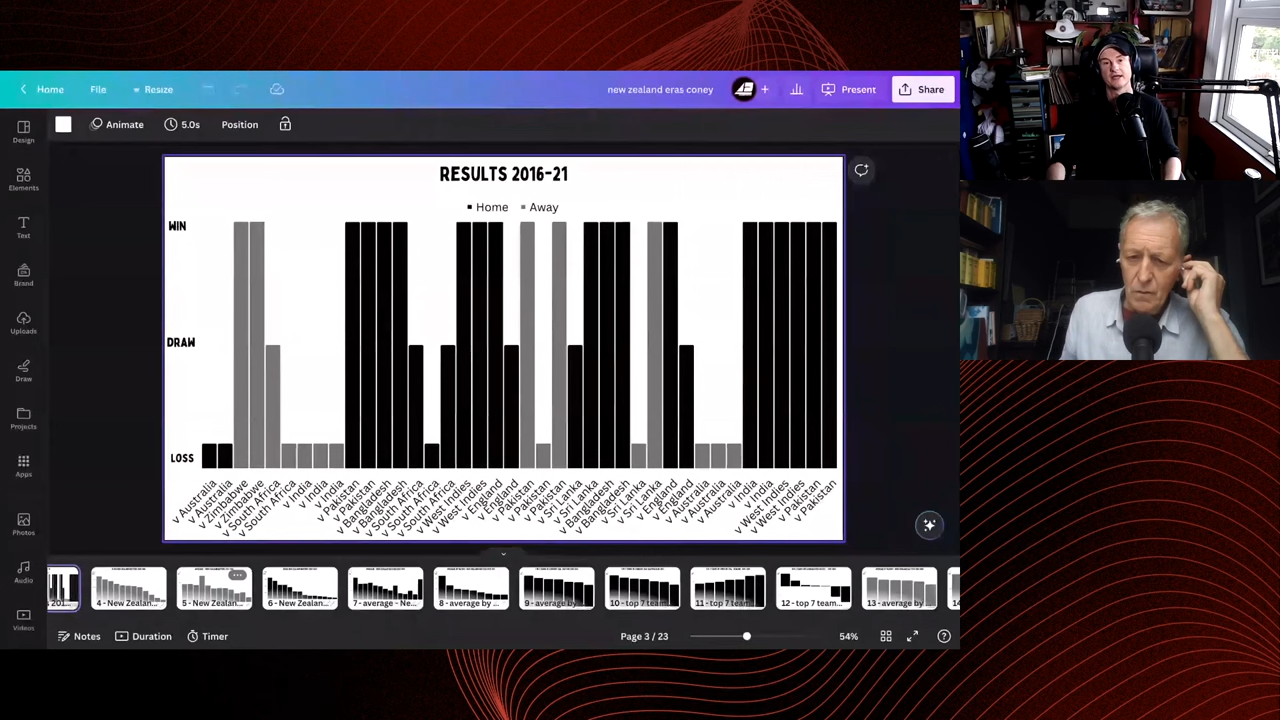 Home File Resize new zealand eras coney Present Share
Animate 5.0s Position
Design
Elements
Text
Brand
Uploads
Draw
Projects
Apps
Photos
Audio
Videos
RESULTS 2016-21
Home Away
WIN
DRAW
LOSS
v Australia
v Australia
v Zimbabwe
v Zimbabwe
v South Africa
v South Africa
v India
v India
v India
v Pakistan
v Pakistan
v Bangladesh
v Bangladesh
v South Africa
v South Africa
v South Africa
v West Indies
v West Indies
v England
v England
v Pakistan
v Pakistan
v Pakistan
v Sri Lanka
v Sri Lanka
v Bangladesh
v Bangladesh
v Sri Lanka
v Sri Lanka
v England
v England
v Australia
v Australia
v Australia
v India
v India
v West Indies
v West Indies
v Pakistan
v Pakistan
4 - New Zealan...
5 - New Zealan...
6 - New Zealan...
7 - average - Ne...
8 - average by ...
9 - average by
10 - top 7 team...
11 - top 7 team...
12 - top 7 team...
13 - average by ...
14
Notes Duration Timer Page 3 / 23 54%